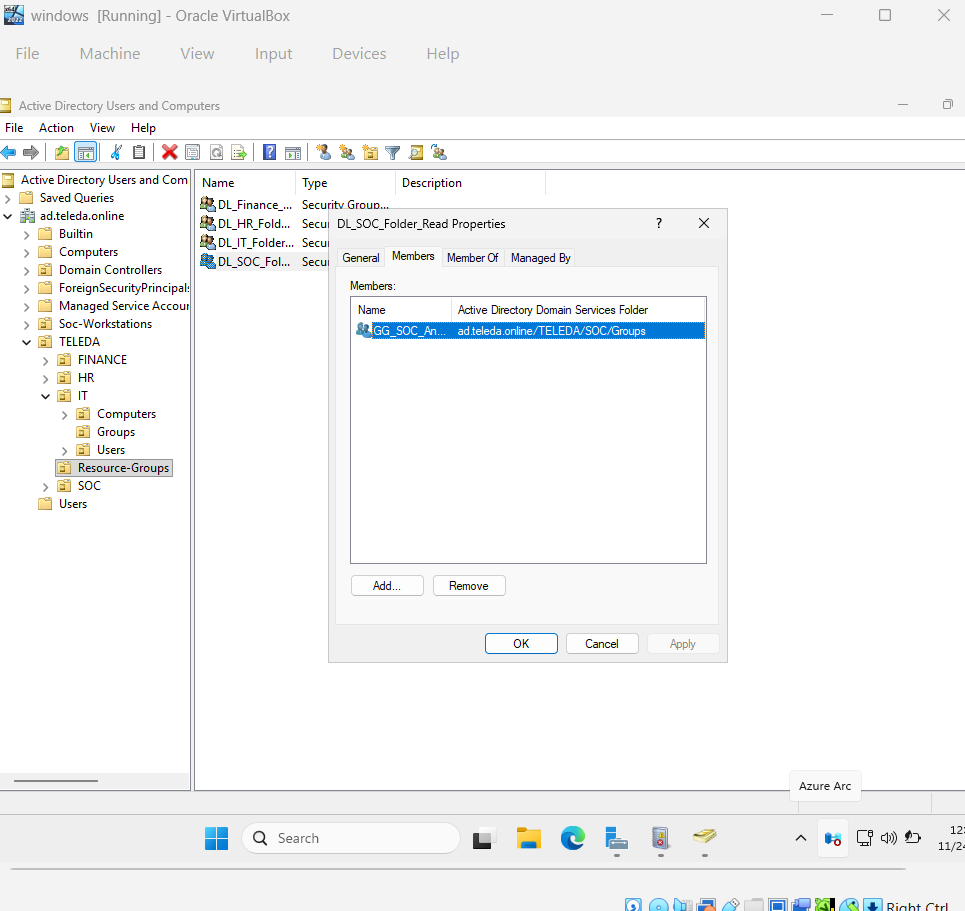 windows [Running] - Oracle VirtualBox
File Machine View Input Devices Help
Active Directory Users and Computers
File Action View Help
Active Directory Users and Com
Saved Queries
ad.teleda.online
Builtin
Computers
Domain Controllers
ForeignSecurityPrincipals
Managed Service Accour
Soc-Workstations
TELEDA
FINANCE
HR
IT
Computers
Groups
Users
Resource-Groups
SOC
Users
Name Type Description
DL_Finance_... Security Group...
DL_HR_Fold... Secur
DL_IT_Folder... Secur
DL_SOC_Fol... Secur
DL_SOC_Folder_Read Properties
General Members Member Of Managed By
Members:
Name Active Directory Domain Services Folder
GG_SOC_An... ad.teleda.online/TELEDA/SOC/Groups
Add... Remove
OK Cancel Apply
Azure Arc
Search
12:
11/24
Right Ctrl